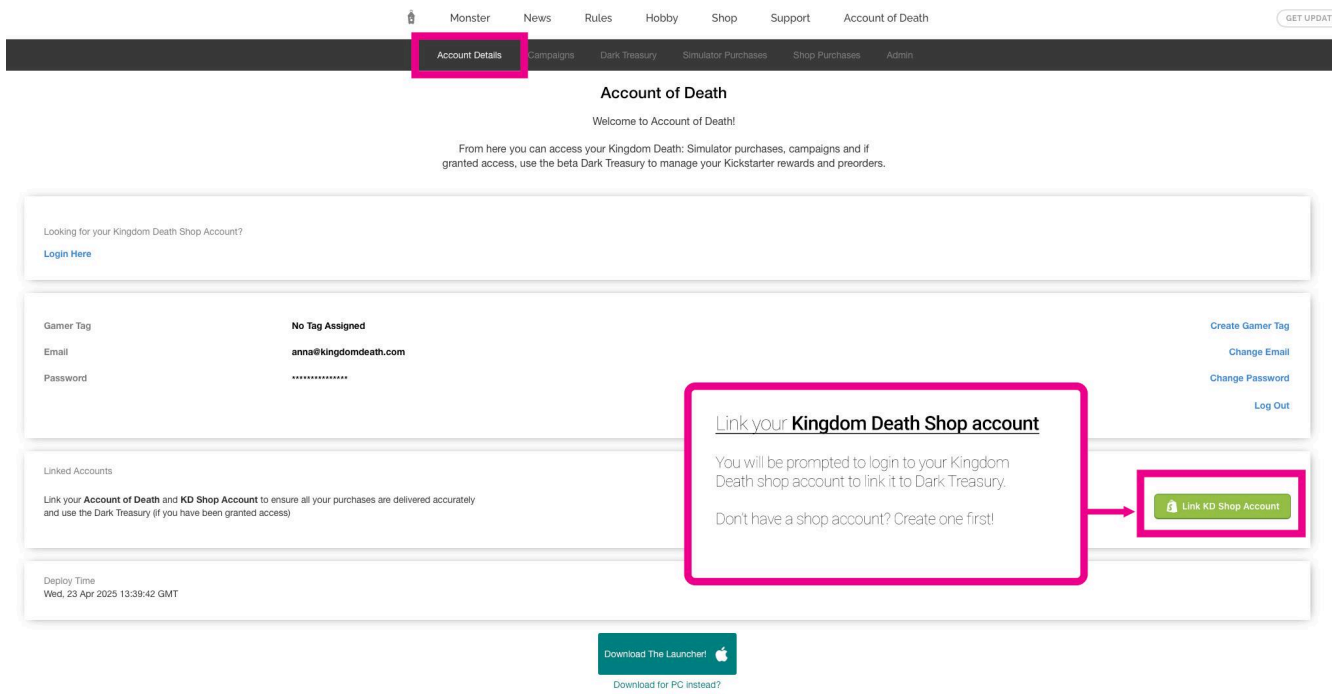 Monster News Rules Hobby Shop Support Account of Death
GET UPDAT
Account Details Campaigns Dark Treasury Simulator Purchases Shop Purchases Admin
Account of Death
Welcome to Account of Death!
From here you can access your Kingdom Death: Simulator purchases, campaigns and if
granted access, use the beta Dark Treasury to manage your Kickstarter rewards and preorders.
Looking for your Kingdom Death Shop Account?
Login Here
Gamer Tag No Tag Assigned Create Gamer Tag
Email anna@kingdomdeath.com Change Email
Password *************** Change Password
Log Out
Link your Kingdom Death Shop account
You will be prompted to login to your Kingdom
Death shop account to link it to Dark Treasury.
Don't have a shop account? Create one first!
Linked Accounts
Link your Account of Death and KD Shop Account to ensure all your purchases are delivered accurately
and use the Dark Treasury (if you have been granted access)
Link KD Shop Account
Deploy Time
Wed, 23 Apr 2025 13:39:42 GMT
Download The Launcher!
Download for PC instead?